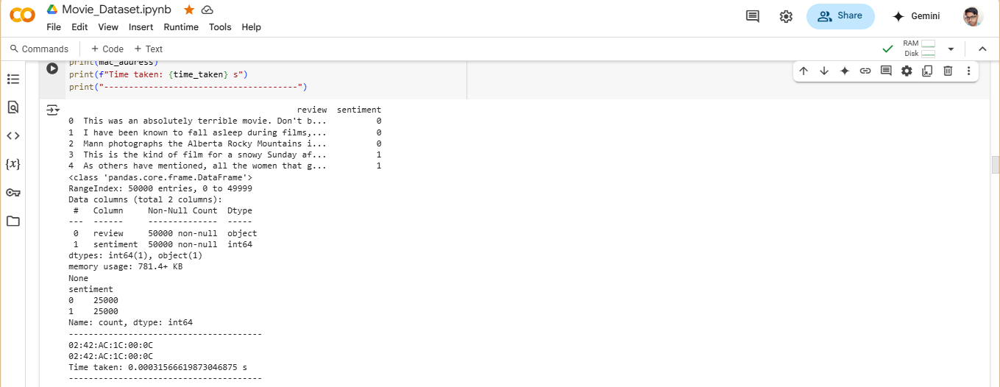 CO Movie_Dataset.ipynb
File Edit View Insert Runtime Tools Help
Share
Gemini
Commands + Code + Text
RAM
Disk
print(mac_address)
print(f"Time taken: {time_taken} s")
print("---------------------------------------")
review sentiment
0 This was an absolutely terrible movie. Don't b... 0
1 I have been known to fall asleep during films,... 0
2 Mann photographs the Alberta Rocky Mountains i... 0
3 This is the kind of film for a snowy Sunday af... 1
4 As others have mentioned, all the women that g... 1
<class 'pandas.core.frame.DataFrame'>
RangeIndex: 50000 entries, 0 to 49999
Data columns (total 2 columns):
# Column Non-Null Count Dtype
--- ------ -------------- -----
0 review 50000 non-null object
1 sentiment 50000 non-null int64
dtypes: int64(1), object(1)
memory usage: 781.4+ KB
None
sentiment
0 25000
1 25000
Name: count, dtype: int64
---------------------------------------
02:42:AC:1C:00:0C
02:42:AC:1C:00:0C
Time taken: 0.00031566619873046875 s
---------------------------------------